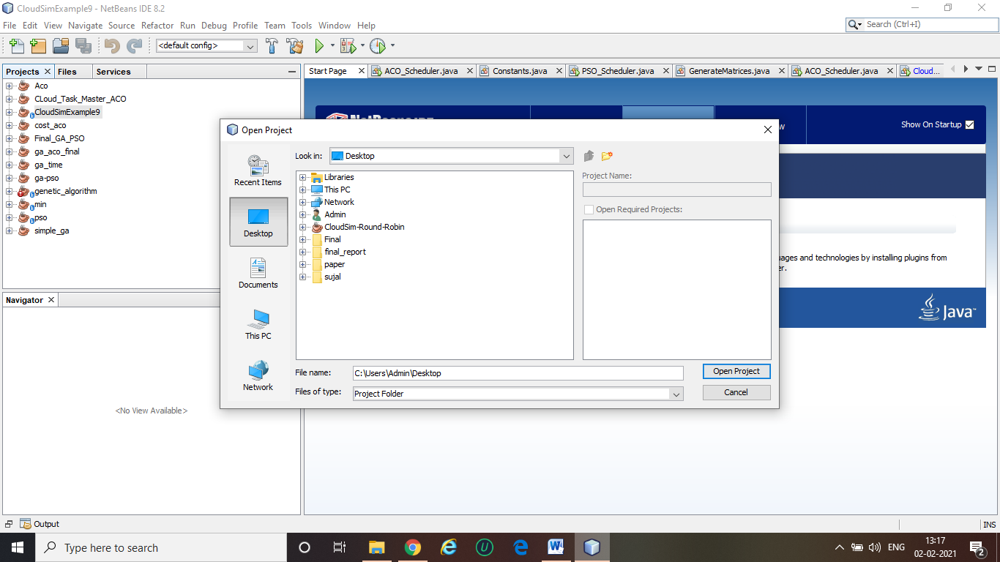 CloudSimExample9 - NetBeans IDE 8.2
File Edit View Navigate Source Refactor Run Debug Profile Team Tools Window Help
Search (Ctrl+I)
<default config>
Projects Files Services
Start Page ACO_Scheduler.java Constants.java PSO_Scheduler.java GenerateMatrices.java ACO_Scheduler.java Cloud...
Aco
CLoud_Task_Master_ACO
CloudSimExample9
cost_aco
Final_GA_PSO
ga_aco_final
ga_time
ga-pso
genetic_algorithm
min
pso
simple_ga
NetBeans IDE
Show On Startup
Open Project
Look in: Desktop
Recent Items
Desktop
Documents
This PC
Network
Libraries
This PC
Network
Admin
CloudSim-Round-Robin
Final
final_report
paper
sujal
Project Name:
Open Required Projects:
File name: C:\Users\Admin\Desktop
Files of type: Project Folder
Open Project
Cancel
and technologies by installing plugins from
Java
Navigator
<No View Available>
Output
INS
Type here to search
ENG
13:17
02-02-2021
2